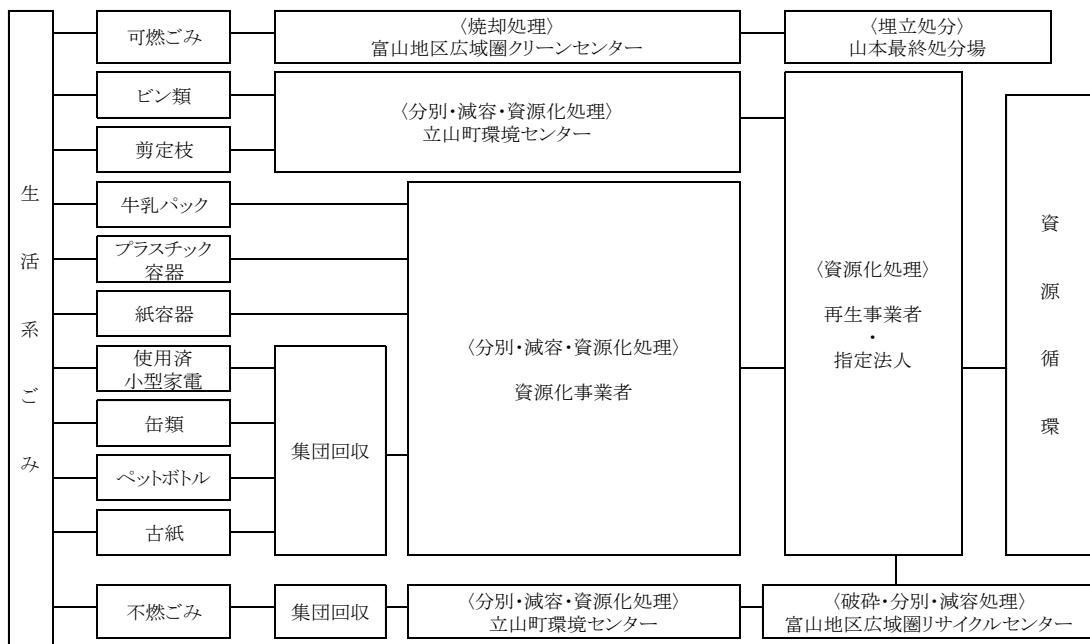 生活系ごみ
可燃ごみ
〈焼却処理〉
富山地区広域圏クリーンセンター
〈埋立処分〉
山本最終処分場
ビン類
剪定枝
〈分別・減容・資源化処理〉
立山町環境センター
牛乳パック
プラスチック
容器
紙容器
使用済
小型家電
缶類
ペットボトル
古紙
集団回収
〈分別・減容・資源化処理〉
資源化事業者
〈資源化処理〉
再生事業者
・
指定法人
資源循環
不燃ごみ
集団回収
〈分別・減容・資源化処理〉
立山町環境センター
〈破砕・分別・減容処理〉
富山地区広域圏リサイクルセンター